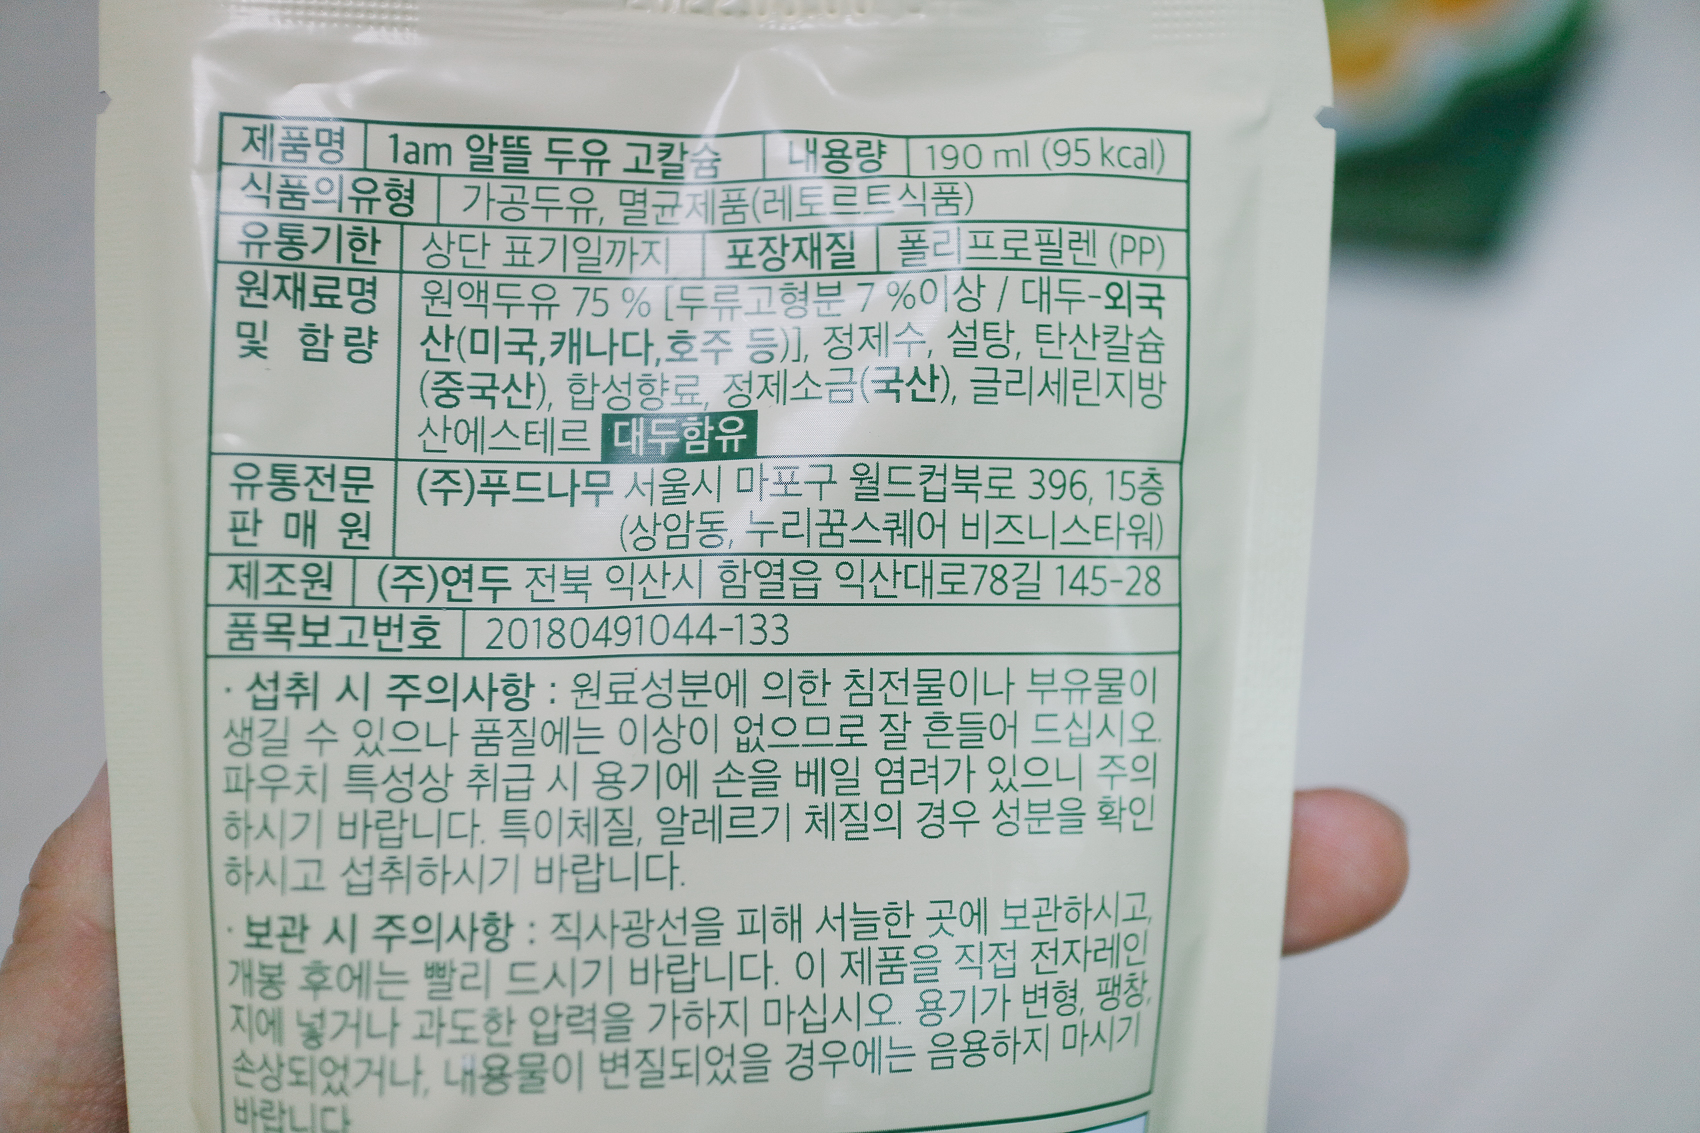 제품명 1am 알뜰 두유 고칼슘 내용량 190 ml (95 kcal)
식품의유형 가공두유, 멸균제품(레토르트식품)
유통기한 상단 표기일까지 포장재질 폴리프로필렌 (PP)
원재료명 원액두유 75 % [두류고형분 7 %이상 / 대두-외국
및 함량 산(미국,캐나다,호주 등)], 정제수, 설탕, 탄산칼슘
(중국산), 합성향료, 정제소금(국산), 글리세린지방
산에스테르 대두함유
유통전문 (주)푸드나무 서울시 마포구 월드컵북로 396, 15층
판매원 (상암동, 누리꿈스퀘어 비즈니스타워)
제조원 (주)연두 전북 익산시 함열읍 익산대로78길 145-28
품목보고번호 20180491044-133
· 섭취 시 주의사항 : 원료성분에 의한 침전물이나 부유물이
생길 수 있으나 품질에는 이상이 없으므로 잘 흔들어 드십시오.
파우치 특성상 취급 시 용기에 손을 베일 염려가 있으니 주의
하시기 바랍니다. 특이체질, 알레르기 체질의 경우 성분을 확인
하시고 섭취하시기 바랍니다.
· 보관 시 주의사항 : 직사광선을 피해 서늘한 곳에 보관하시고,
개봉 후에는 빨리 드시기 바랍니다. 이 제품을 직접 전자레인
지에 넣거나 과도한 압력을 가하지 마십시오. 용기가 변형, 팽창,
손상되었거나, 내용물이 변질되었을 경우에는 음용하지 마시기
바랍니다.